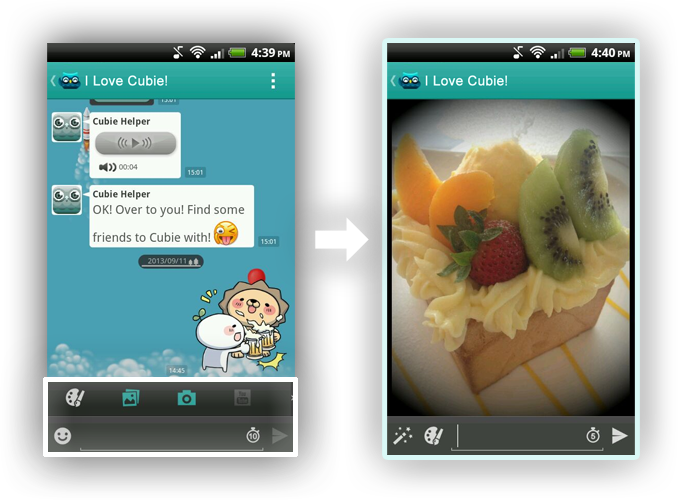 4:39 PM
I Love Cubie!
15:01
Cubie Helper
00:04
15:01
Cubie Helper
OK! Over to you! Find some
friends to Cubie with!
15:01
2013/09/11
14:45
10
4:40 PM
I Love Cubie!
5